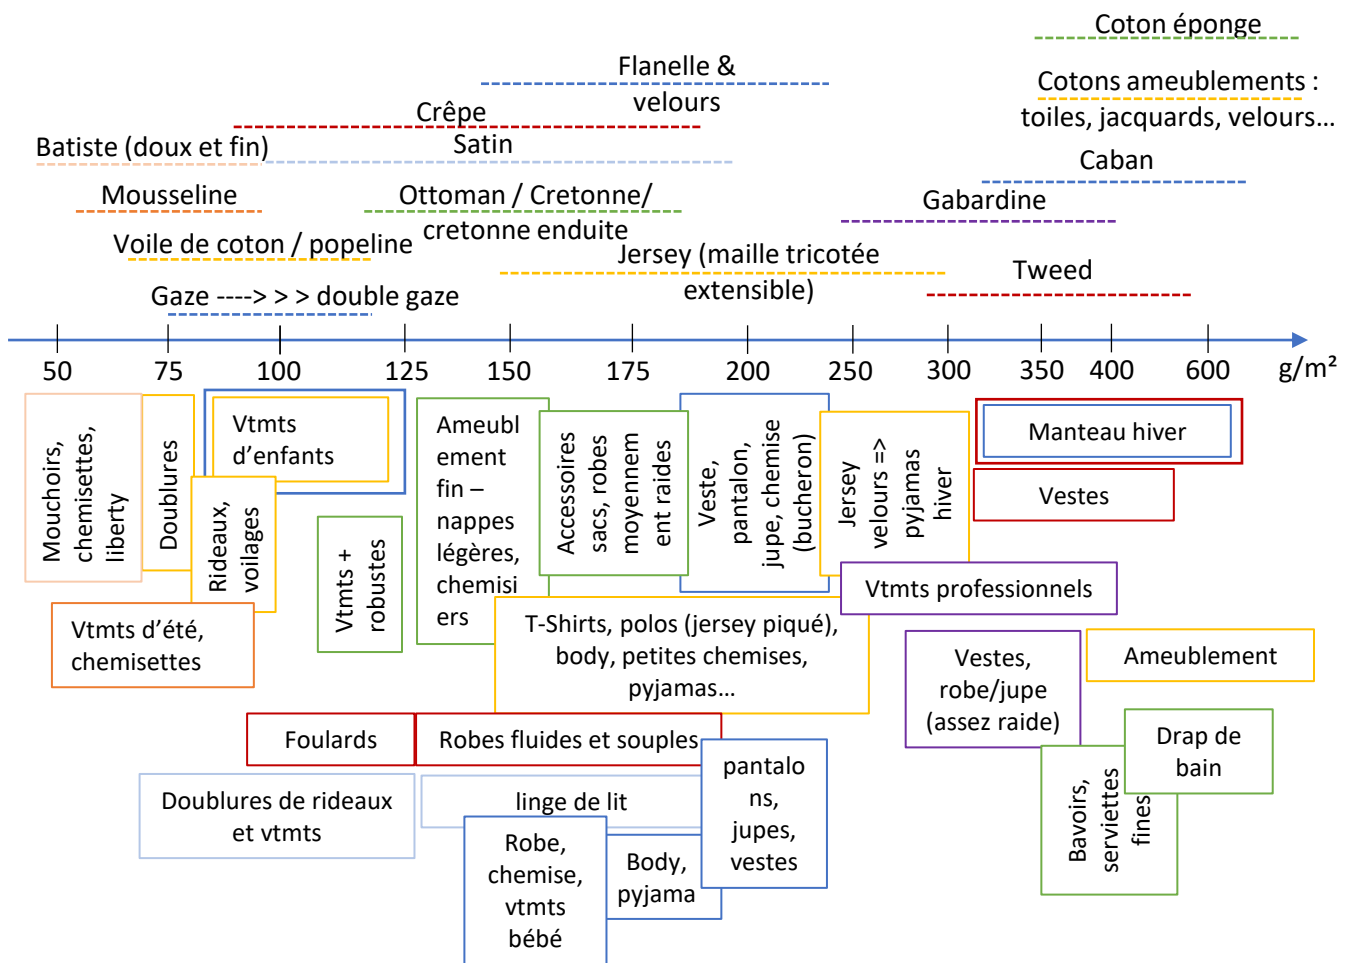 Coton éponge
Flanelle &
velours
Cotons ameublements :
toiles, jacquards, velours...
Crêpe
Batiste (doux et fin)
Satin
Caban
Mousseline
Ottoman / Cretonne/
cretonne enduite
Gabardine
Voile de coton / popeline
Jersey (maille tricotée
extensible)
Tweed
Gaze ----> > > double gaze
50 75 100 125 150 175 200 250 300 350 400 600 g/m²
Mouchoirs,
chemisettes,
liberty
Doublures
Vtmts
d'enfants
Rideaux,
voilages
Vtmts +
robustes
Ameubl
ement
fin –
nappes
légères,
chemisi
ers
Accessoires
sacs, robes
moyennem
ent raides
Veste,
pantalon,
jupe, chemise
(bucheron)
Jersey
velours =>
pyjamas
hiver
Manteau hiver
Vestes
Vtmts professionnels
Vtmts d'été,
chemisettes
T-Shirts, polos (jersey piqué),
body, petites chemises,
pyjamas...
Vestes,
robe/jupe
(assez raide)
Ameublement
Foulards
Robes fluides et souples
Drap de
bain
Doublures de rideaux
et vtmts
linge de lit
pantalo
ns,
jupes,
vestes
Bavoirs,
serviettes
fines
Robe,
chemise,
vtmts
bébé
Body,
pyjama